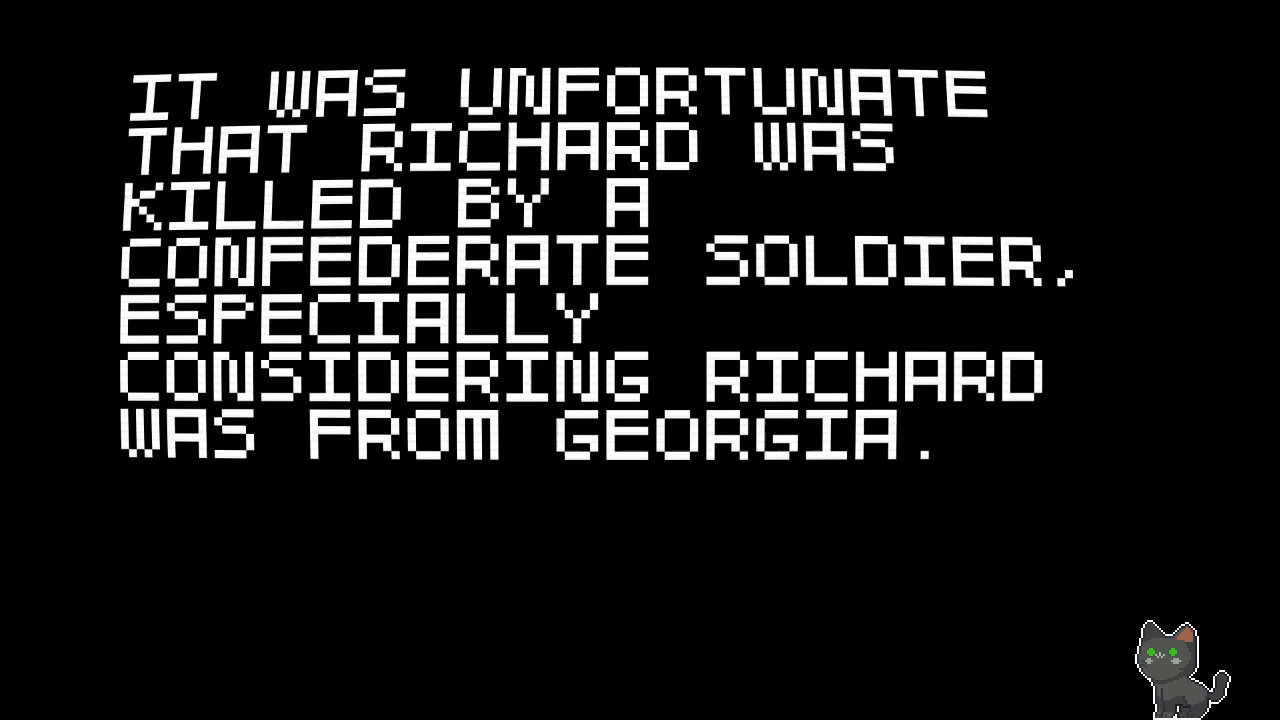 IT WAS UNFORTUNATE
THAT RICHARD WAS
KILLED BY A
CONFEDERATE SOLDIER,
ESPECIALLY
CONSIDERING RICHARD
WAS FROM GEORGIA.